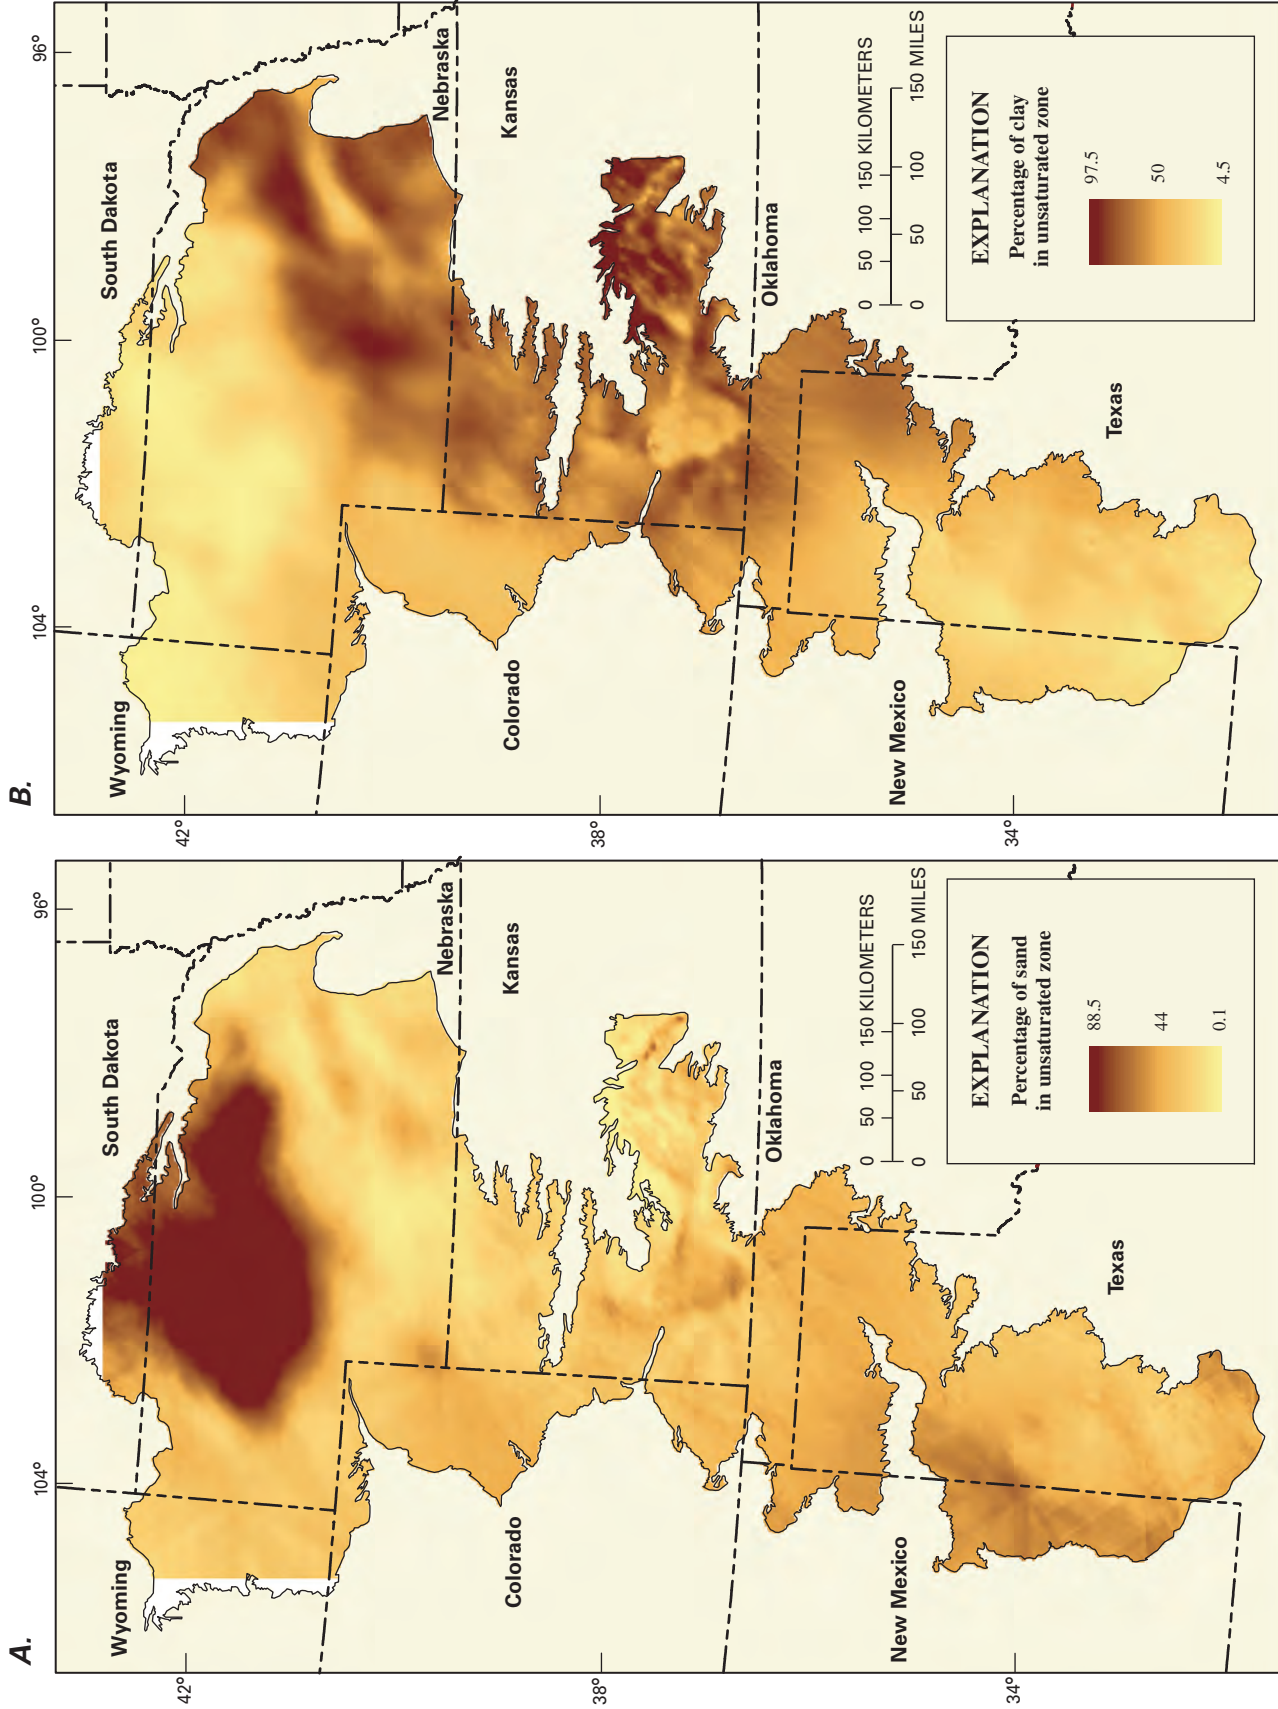 A.
104°
100°
96°
42°
38°
34°
Wyoming
South Dakota
Nebraska
Colorado
Kansas
New Mexico
Oklahoma
Texas
0 50 100 150 KILOMETERS
0 50 100 150 MILES
EXPLANATION
Percentage of sand
in unsaturated zone
88.5
44
0.1
B.
104°
100°
96°
42°
38°
34°
Wyoming
South Dakota
Nebraska
Colorado
Kansas
New Mexico
Oklahoma
Texas
0 50 100 150 KILOMETERS
0 50 100 150 MILES
EXPLANATION
Percentage of clay
in unsaturated zone
97.5
50
4.5